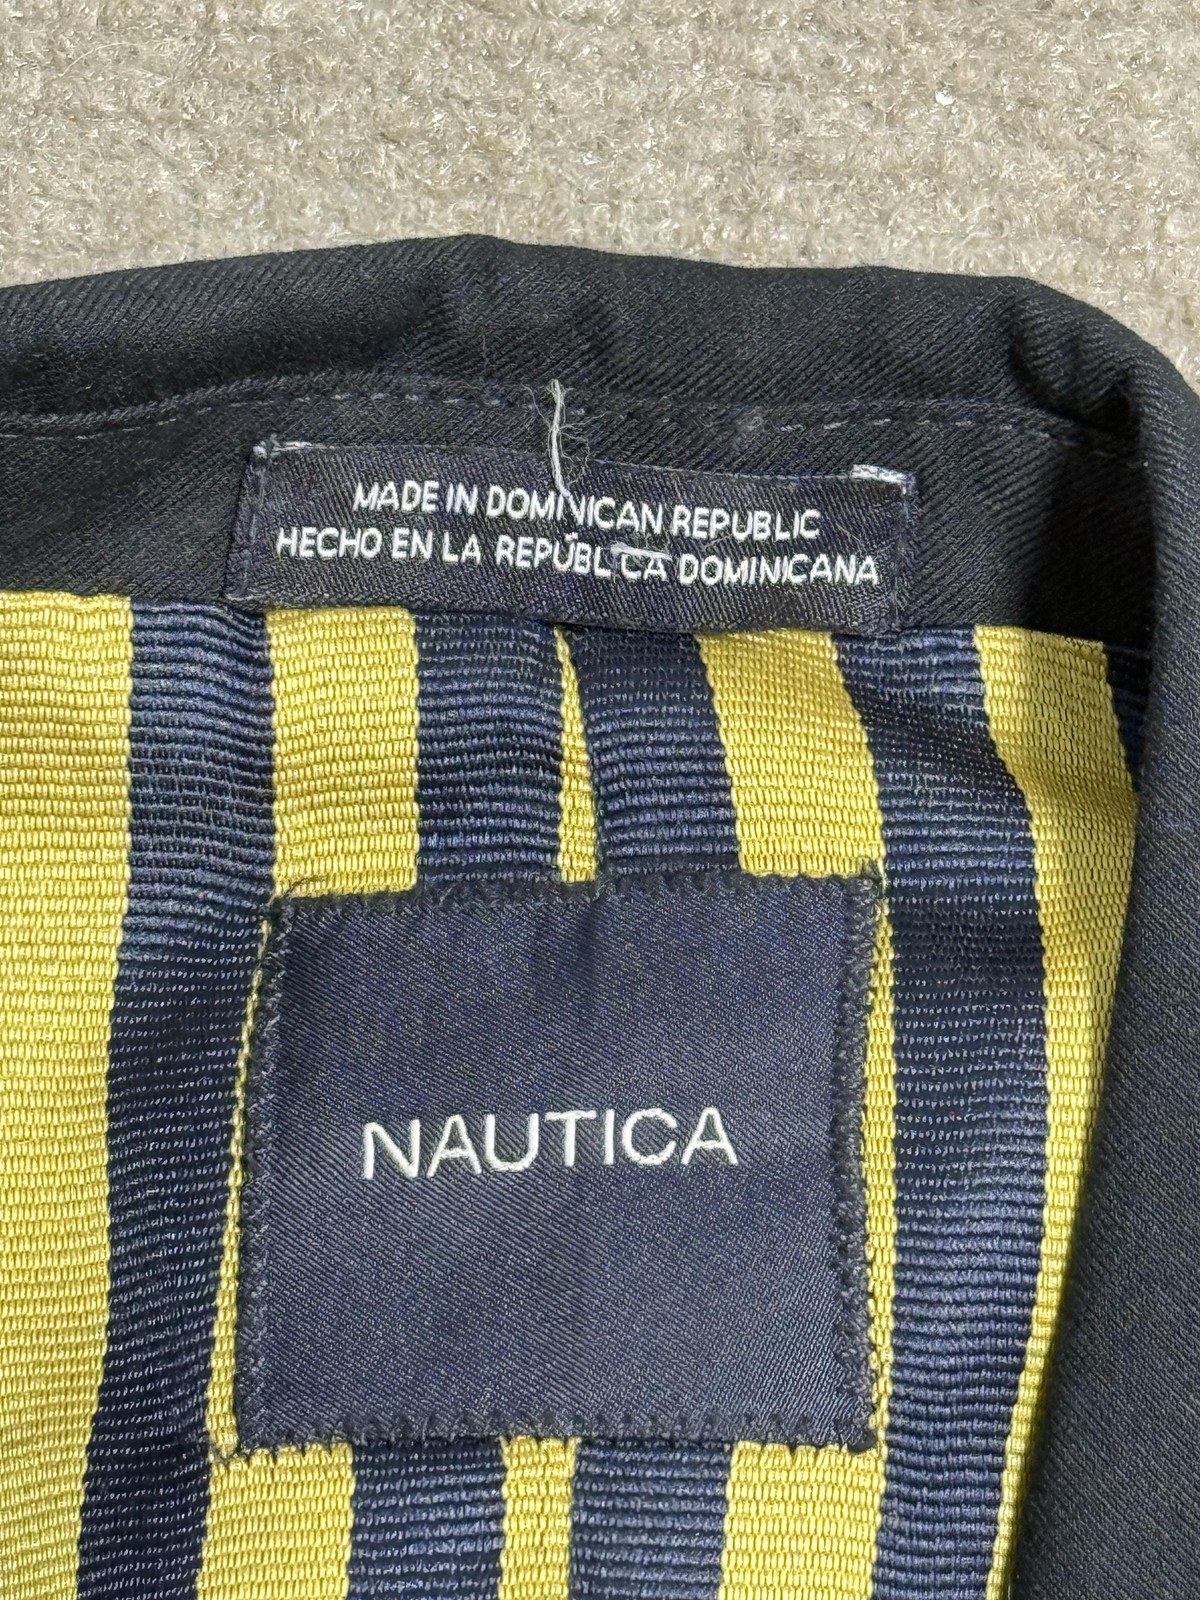 MADE IN DOMINICAN REPUBLIC
HECHO EN LA REPÚBLICA DOMINICANA
NAUTICA